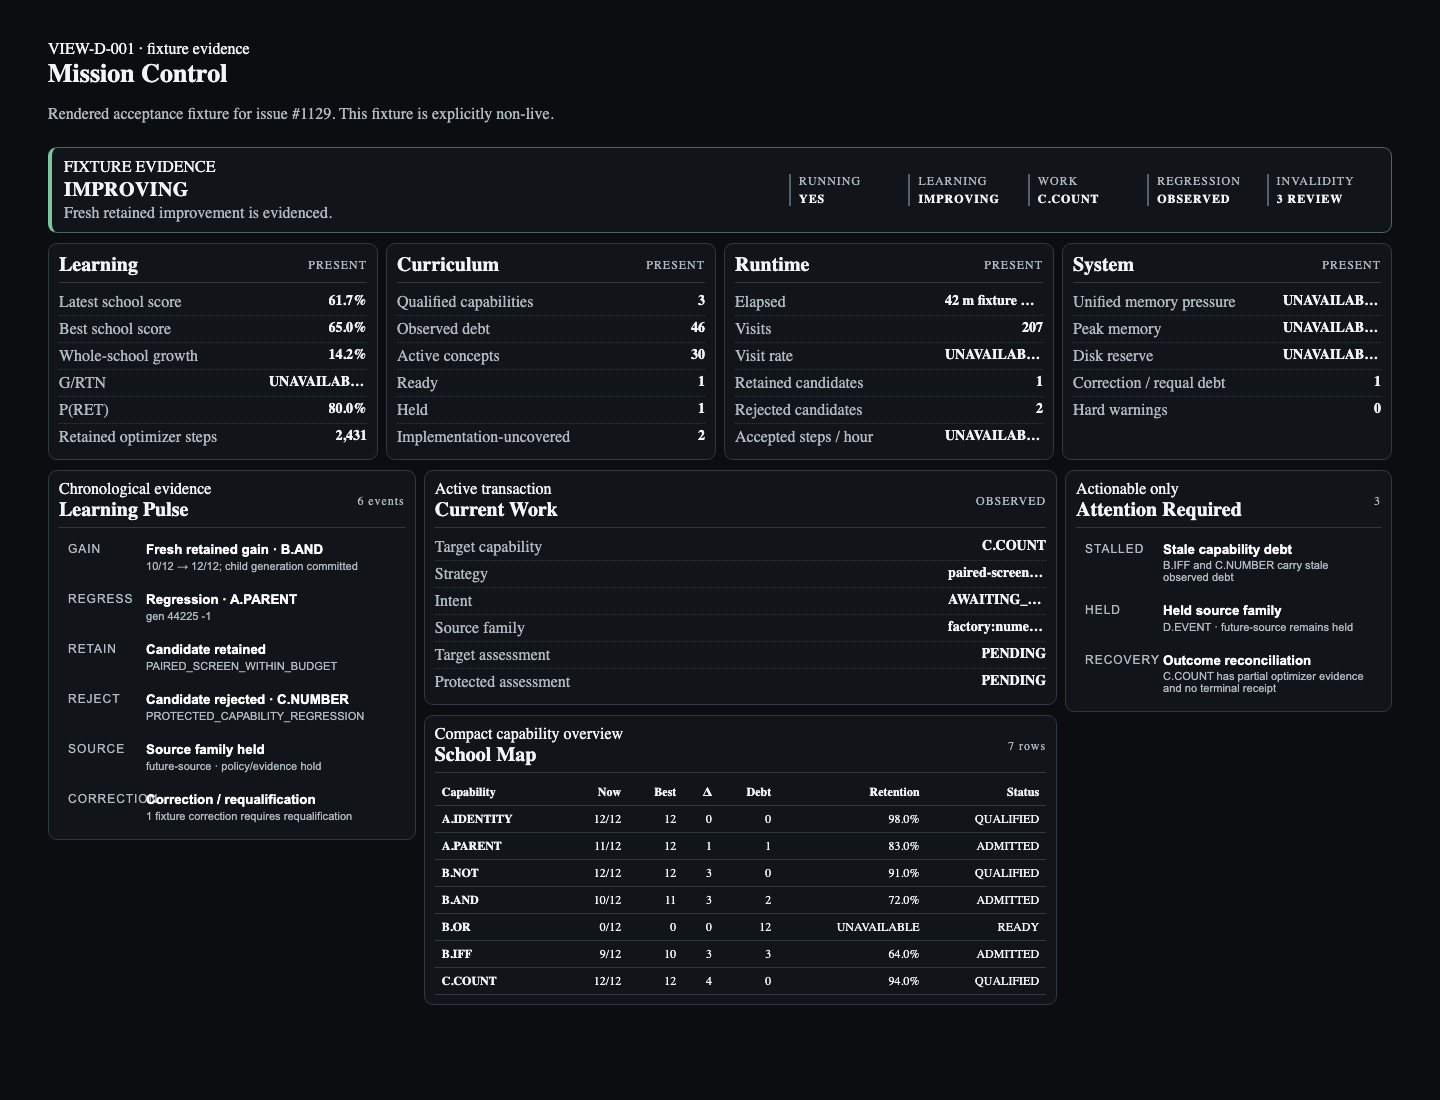 VIEW-D-001 · fixture evidence
Mission Control
Rendered acceptance fixture for issue #1129. This fixture is explicitly non-live.
FIXTURE EVIDENCE
IMPROVING
Fresh retained improvement is evidenced.
RUNNING
YES
LEARNING
IMPROVING
WORK
C.COUNT
REGRESSION
OBSERVED
INVALIDITY
3 REVIEW
Learning PRESENT
Latest school score 61.7%
Best school score 65.0%
Whole-school growth 14.2%
G/RTN UNAVAILAB…
P(RET) 80.0%
Retained optimizer steps 2,431
Curriculum PRESENT
Qualified capabilities 3
Observed debt 46
Active concepts 30
Ready 1
Held 1
Implementation-uncovered 2
Runtime PRESENT
Elapsed 42 m fixture …
Visits 207
Visit rate UNAVAILAB…
Retained candidates 1
Rejected candidates 2
Accepted steps / hour UNAVAILAB…
System PRESENT
Unified memory pressure UNAVAILAB…
Peak memory UNAVAILAB…
Disk reserve UNAVAILAB…
Correction / requal debt 1
Hard warnings 0
Chronological evidence
Learning Pulse 6 events
GAIN Fresh retained gain · B.AND
10/12 → 12/12; child generation committed
REGRESS Regression · A.PARENT
gen 44225 -1
RETAIN Candidate retained
PAIRED_SCREEN_WITHIN_BUDGET
REJECT Candidate rejected · C.NUMBER
PROTECTED_CAPABILITY_REGRESSION
SOURCE Source family held
future-source · policy/evidence hold
CORRECTION Correction / requalification
1 fixture correction requires requalification
Active transaction
Current Work OBSERVED
Target capability C.COUNT
Strategy paired-screen…
Intent AWAITING_…
Source family factory:nume…
Target assessment PENDING
Protected assessment PENDING
Compact capability overview
School Map 7 rows
Capability Now Best Δ Debt Retention Status
A.IDENTITY 12/12 12 0 0 98.0% QUALIFIED
A.PARENT 11/12 12 1 1 83.0% ADMITTED
B.NOT 12/12 12 3 0 91.0% QUALIFIED
B.AND 10/12 11 3 2 72.0% ADMITTED
B.OR 0/12 0 0 12 UNAVAILABLE READY
B.IFF 9/12 10 3 3 64.0% ADMITTED
C.COUNT 12/12 12 4 0 94.0% QUALIFIED
Actionable only
Attention Required 3
STALLED Stale capability debt
B.IFF and C.NUMBER carry stale
observed debt
HELD Held source family
D.EVENT · future-source remains held
RECOVERY Outcome reconciliation
C.COUNT has partial optimizer evidence
and no terminal receipt